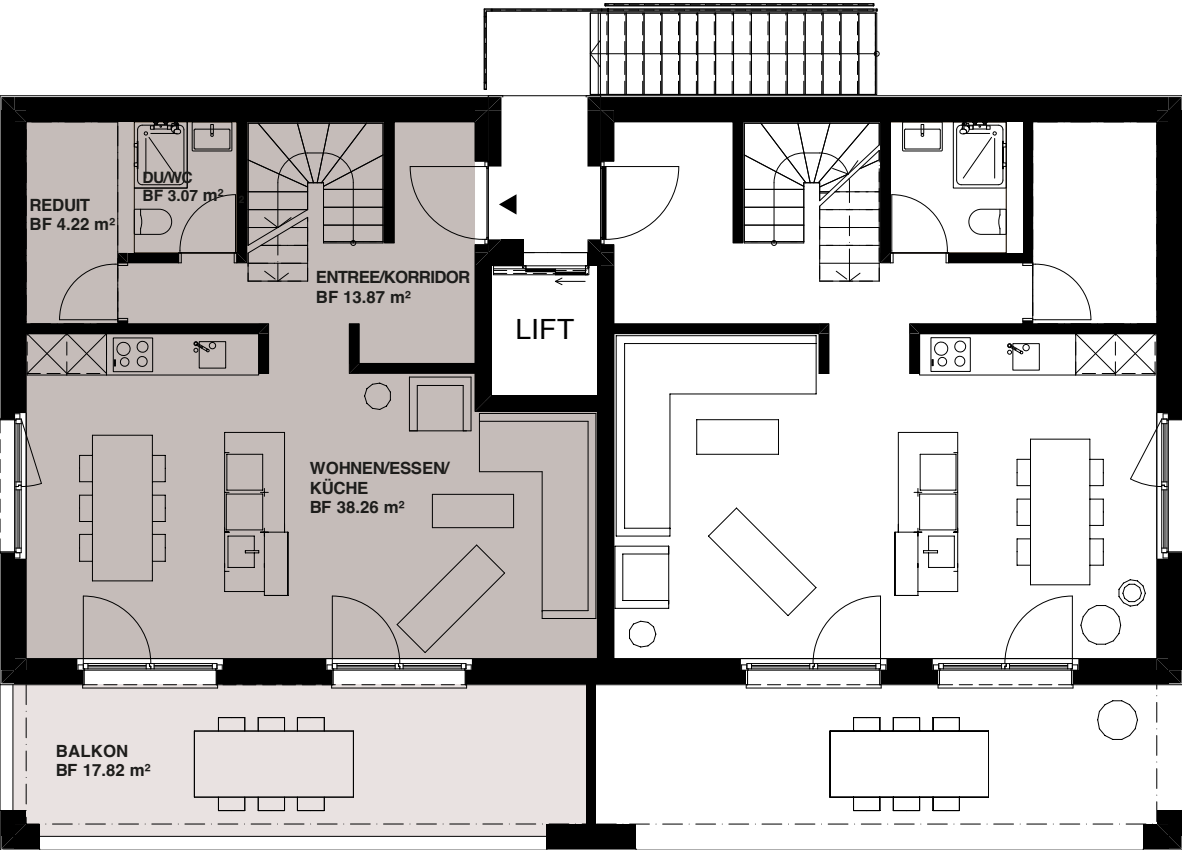 DU/WC
BF 3.07 m²
REDUIT
BF 4.22 m²
ENTREE/KORRIDOR
BF 13.87 m²
LIFT
WOHNEN/ESSEN/
KÜCHE
BF 38.26 m²
BALKON
BF 17.82 m²